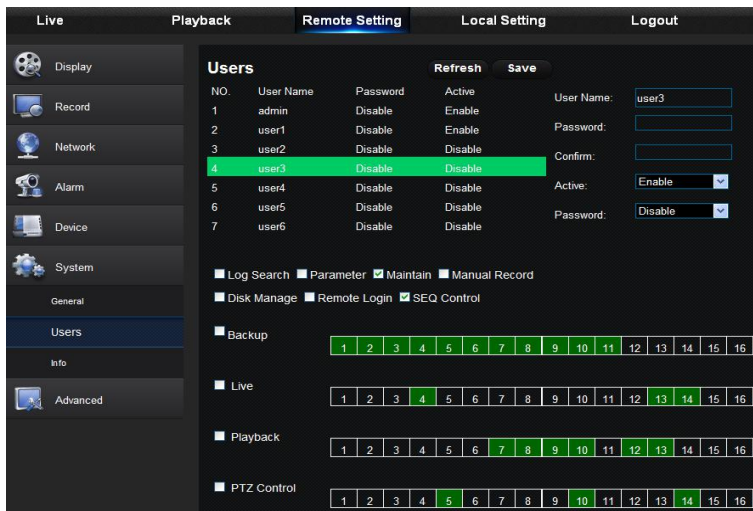 Live Playback Remote Setting Local Setting Logout
Display
Record
Network
Alarm
Device
System
General
Users
Info
Advanced
Users Refresh Save
NO. User Name Password Active
1 admin Disable Enable
2 user1 Disable Enable
3 user2 Disable Disable
4 user3 Disable Disable
5 user4 Disable Disable
6 user5 Disable Disable
7 user6 Disable Disable
User Name: user3
Password:
Confirm:
Active: Enable
Password: Disable
Log Search Parameter Maintain Manual Record
Disk Manage Remote Login SEQ Control
Backup 1 2 3 4 5 6 7 8 9 10 11 12 13 14 15 16
Live 1 2 3 4 5 6 7 8 9 10 11 12 13 14 15 16
Playback 1 2 3 4 5 6 7 8 9 10 11 12 13 14 15 16
PTZ Control 1 2 3 4 5 6 7 8 9 10 11 12 13 14 15 16